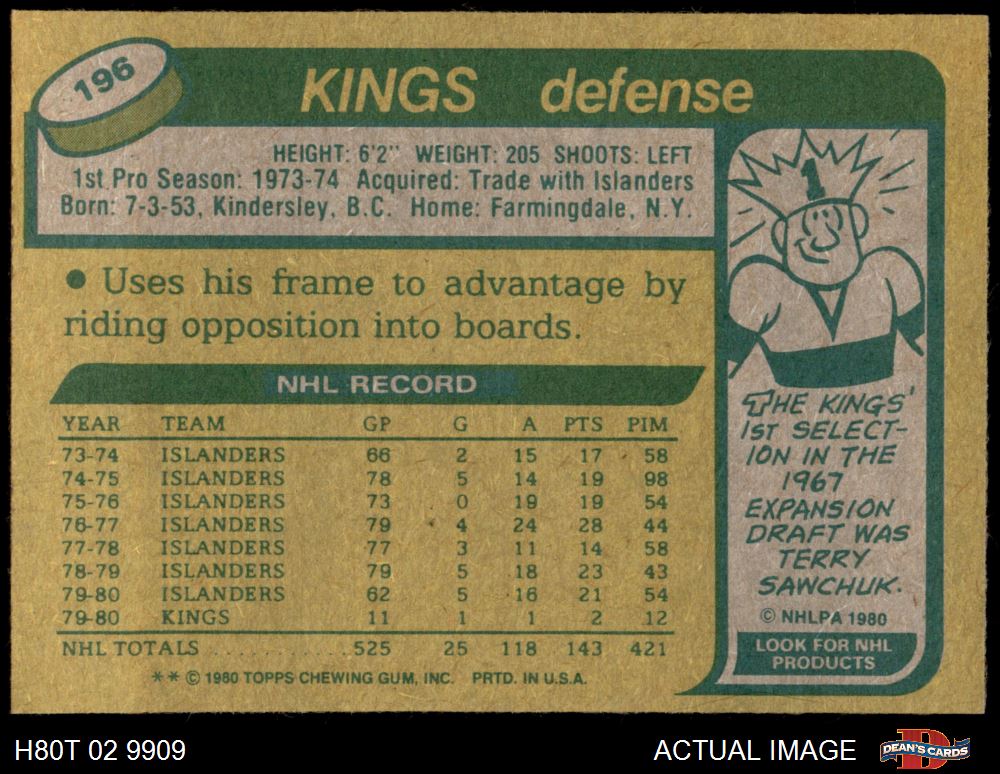 196
KINGS defense
HEIGHT: 6'2" WEIGHT: 205 SHOOTS: LEFT
1st Pro Season: 1973-74 Acquired: Trade with Islanders
Born: 7-3-53, Kindersley, B.C. Home: Farmingdale, N.Y.
• Uses his frame to advantage by
riding opposition into boards.
NHL RECORD
YEAR TEAM GP G A PTS PIM
73-74 ISLANDERS 66 2 15 17 58
74-75 ISLANDERS 78 5 14 19 98
75-76 ISLANDERS 73 0 19 19 54
76-77 ISLANDERS 79 4 24 28 44
77-78 ISLANDERS 77 3 11 14 58
78-79 ISLANDERS 79 5 18 23 43
79-80 ISLANDERS 62 5 16 21 54
79-80 KINGS 11 1 1 2 12
NHL TOTALS ............ 525 25 118 143 421
** © 1980 TOPPS CHEWING GUM, INC. PRTD. IN U.S.A.
1
THE KINGS'
1ST SELECT-
ION IN THE
1967
EXPANSION
DRAFT WAS
TERRY
SAWCHUK.
© NHLPA 1980
LOOK FOR NHL
PRODUCTS
H80T 02 9909
ACTUAL IMAGE
D
DEAN'S CARDS